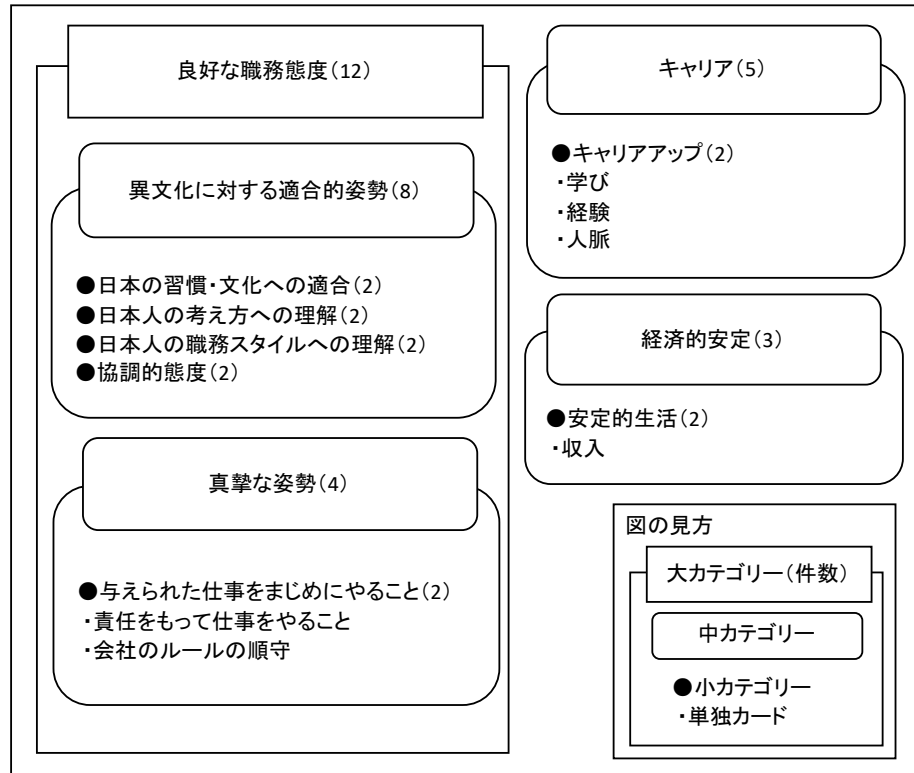 良好な職務態度(12)
異文化に対する適合的姿勢(8)
●日本の習慣・文化への適合(2)
●日本人の考え方への理解(2)
●日本人の職務スタイルへの理解(2)
●協調的態度(2)
真摯な姿勢(4)
●与えられた仕事をまじめにやること(2)
・責任をもって仕事をやること
・会社のルールの順守
キャリア(5)
●キャリアアップ(2)
・学び
・経験
・人脈
経済的安定(3)
●安定的生活(2)
・収入
図の見方
大カテゴリー(件数)
中カテゴリー
●小カテゴリー
・単独カード